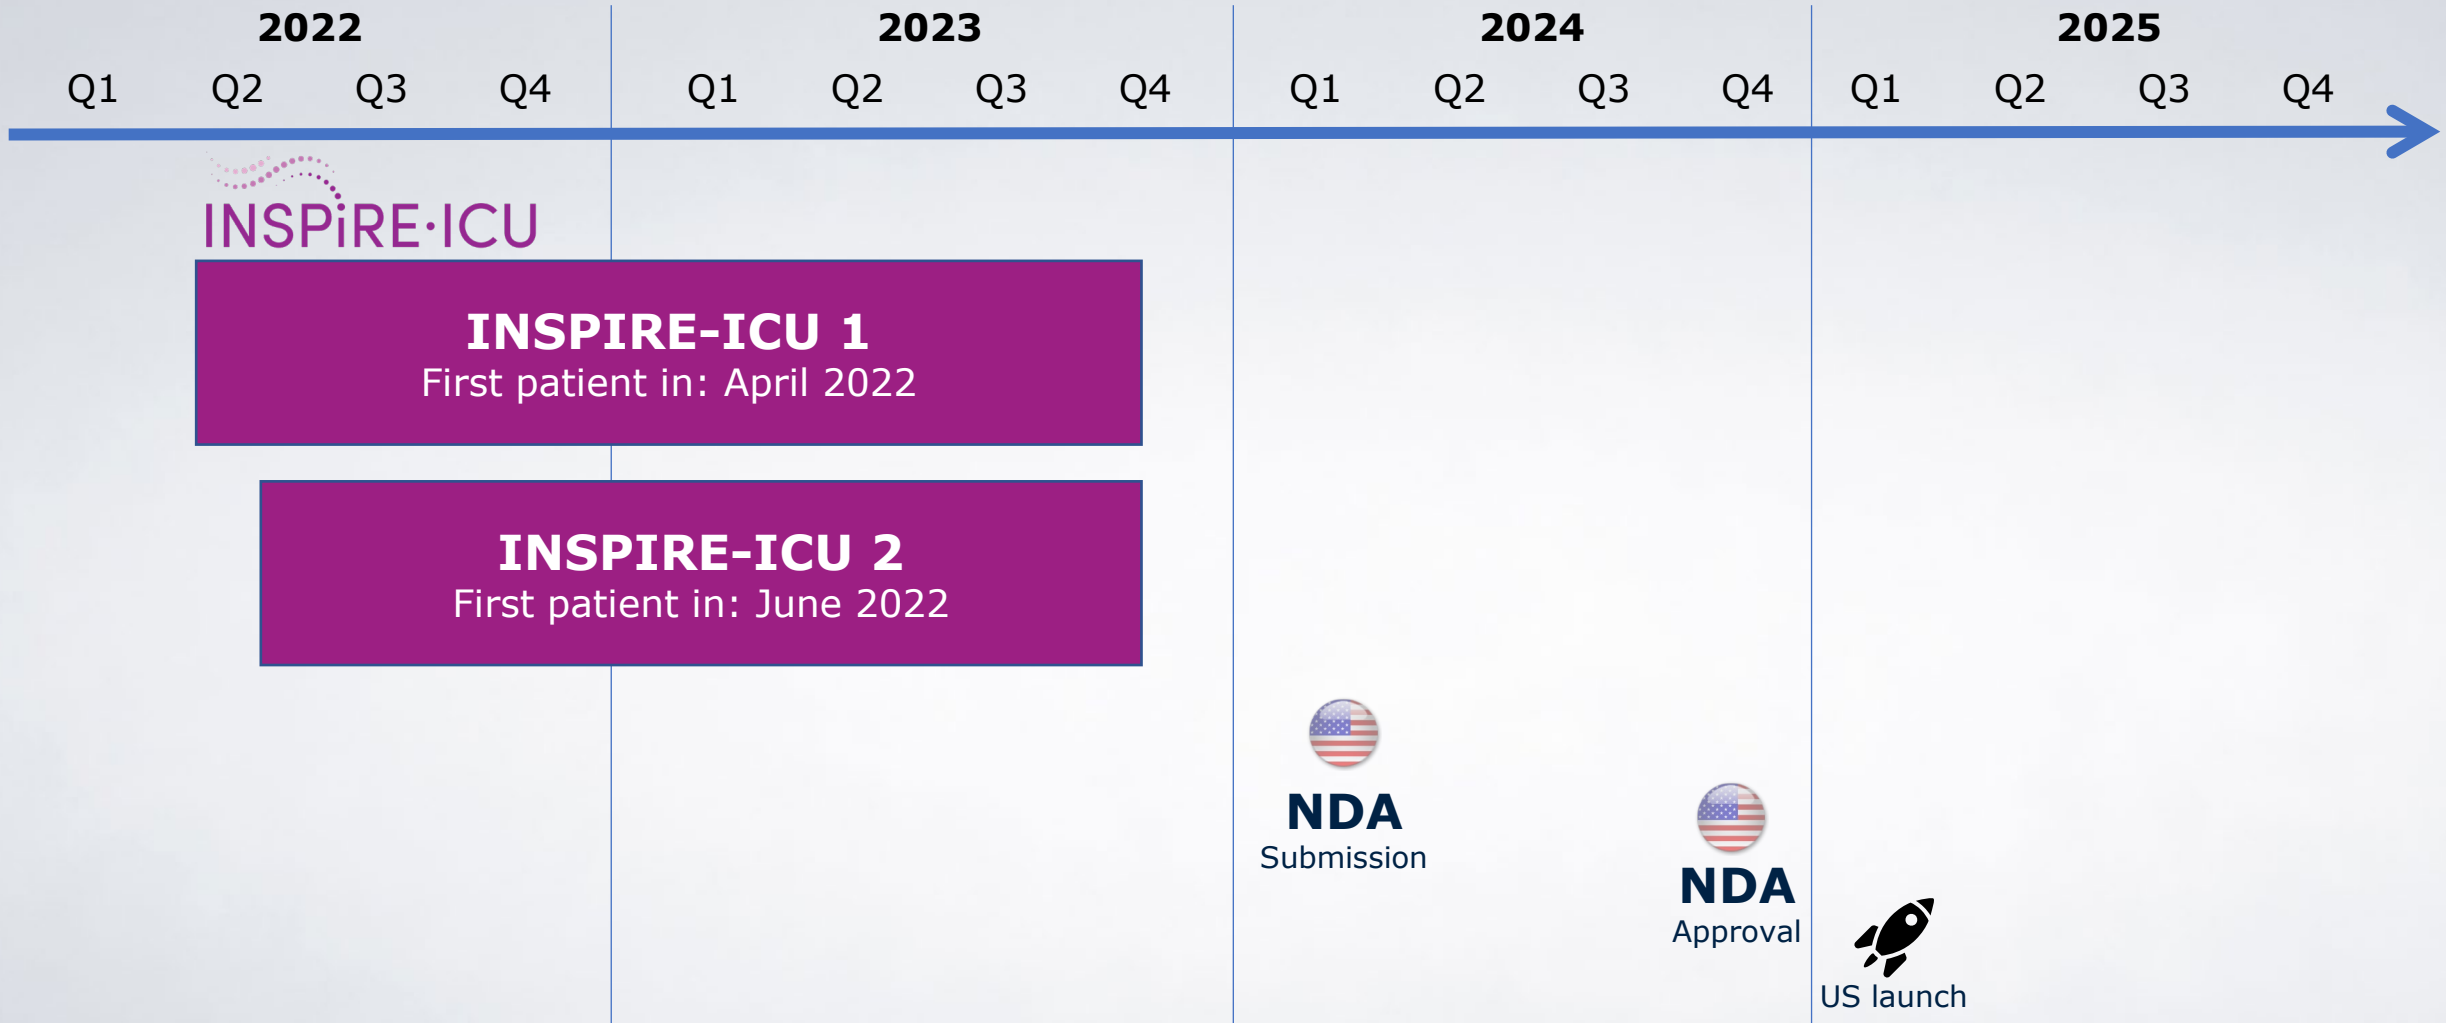 2022 2023 2024 2025
Q1 Q2 Q3 Q4 Q1 Q2 Q3 Q4 Q1 Q2 Q3 Q4 Q1 Q2 Q3 Q4
INSPiRE·ICU
INSPIRE-ICU 1
First patient in: April 2022
INSPIRE-ICU 2
First patient in: June 2022
NDA
Submission
NDA
Approval
US launch